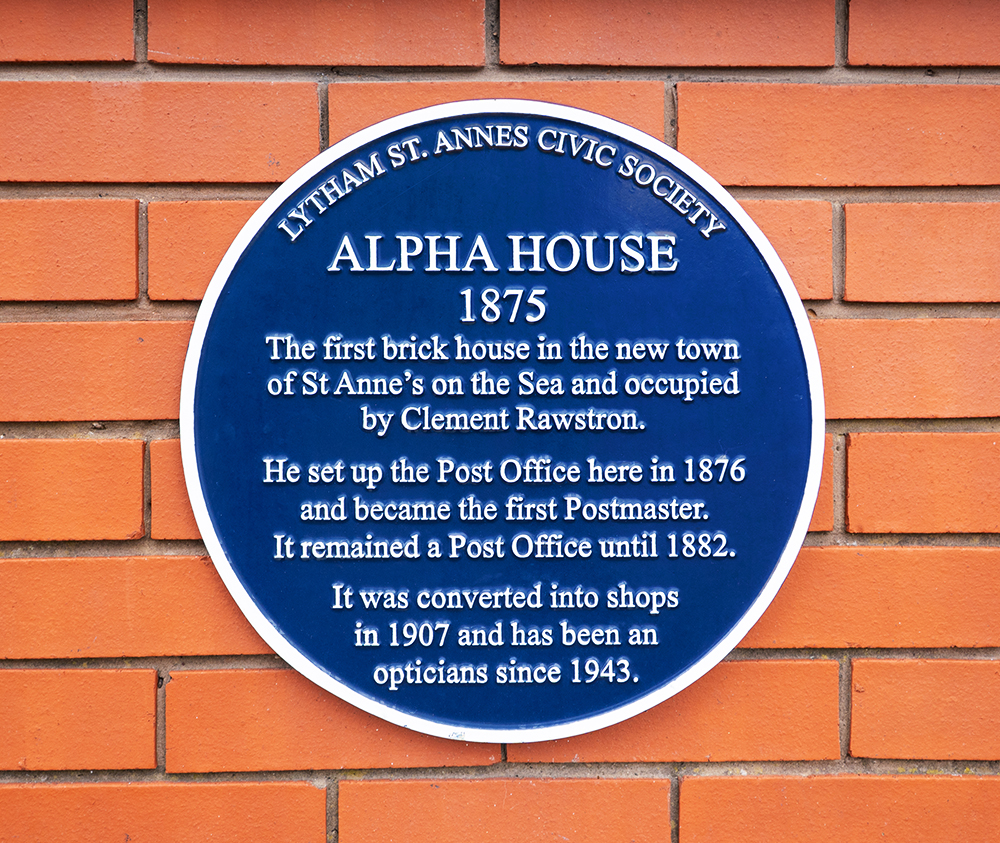 LYTHAM ST. ANNES CIVIC SOCIETY
ALPHA HOUSE
1875
The first brick house in the new town
of St Anne’s on the Sea and occupied
by Clement Rawstron.
He set up the Post Office here in 1876
and became the first Postmaster.
It remained a Post Office until 1882.
It was converted into shops
in 1907 and has been an
opticians since 1943.